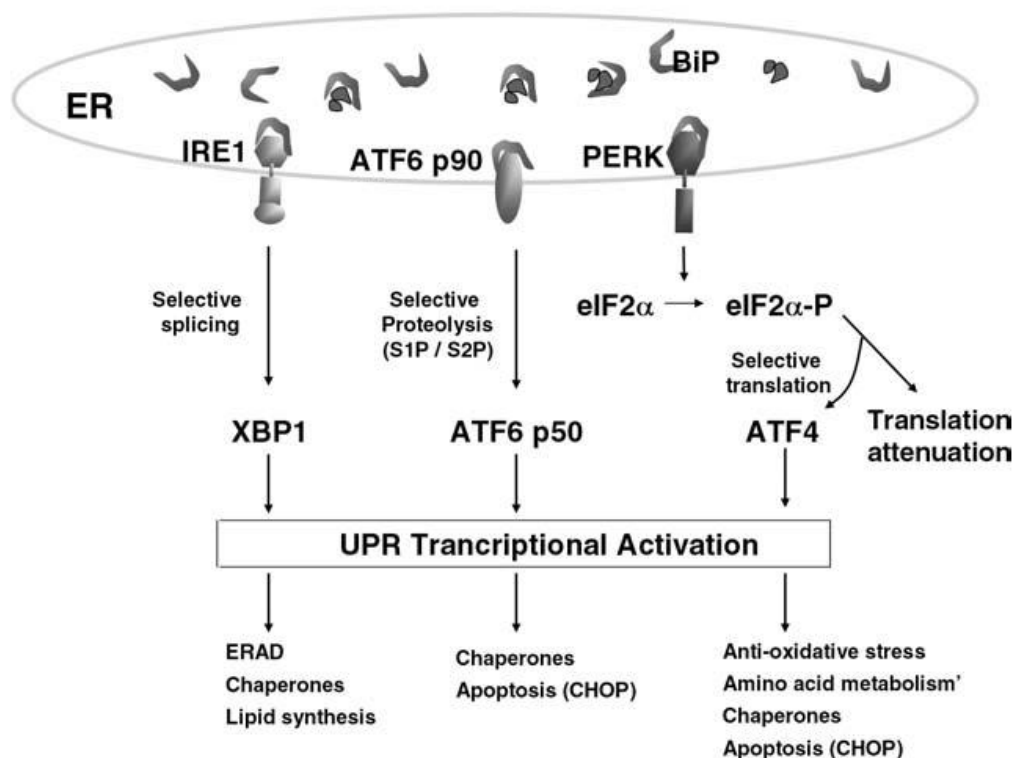 BiP
ER
IRE1
ATF6 p90
PERK
Selective
splicing
Selective
Proteolysis
(S1P / S2P)
eIF2α
eIF2α-P
Selective
translation
XBP1
ATF6 p50
ATF4
Translation
attenuation
UPR Trancriptional Activation
ERAD
Chaperones
Lipid synthesis
Chaperones
Apoptosis (CHOP)
Anti-oxidative stress
Amino acid metabolism’
Chaperones
Apoptosis (CHOP)